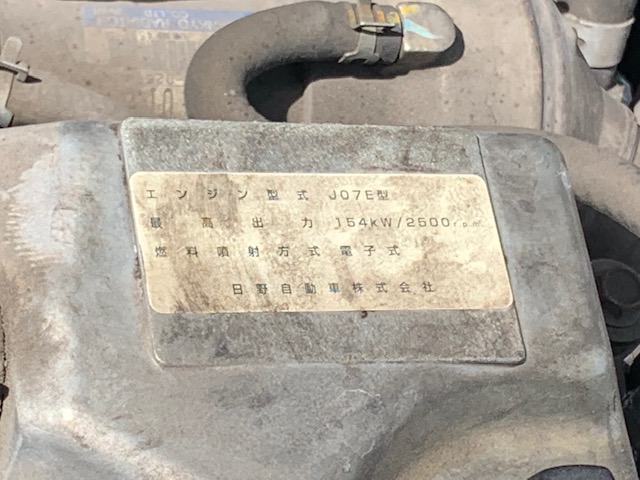 エンジン型式 J07E型
最高出力 154kW/2500rpm
燃料噴射方式 電子式
日野自動車株式会社